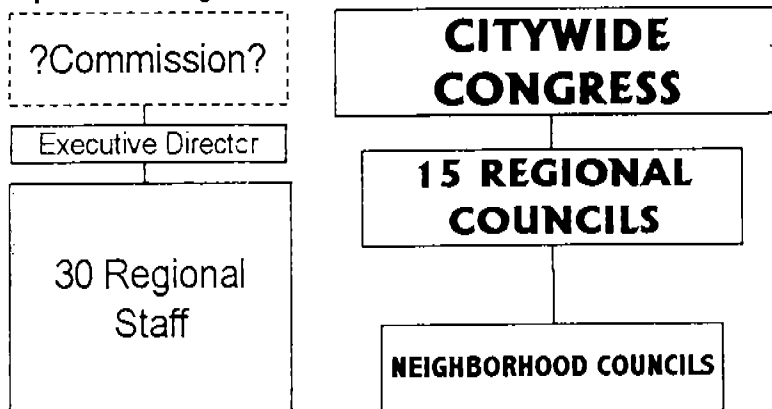 ?Commission?
Executive Director
30 Regional
Staff
CITYWIDE
CONGRESS
15 REGIONAL
COUNCILS
NEIGHBORHOOD COUNCILS